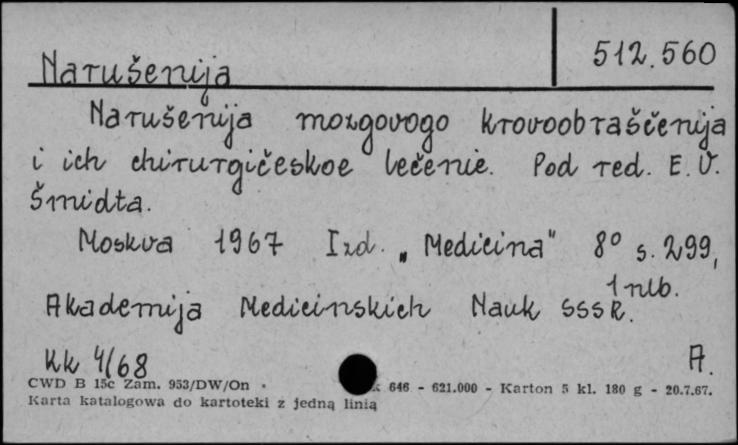 Narušenija
512.560
Narušenija mozgovogo krovoobraščenija
i ich chirurgičeskoe lečenie. Pod red. E. V.
Šmidta.
Moskva 1967 Izd. „Medicina" 8° s. 299,
1 nlb.
Akademija Medicinskich Nauk SSSR.
Kk 4/68
A.
CWD B 15c Zam. 953/DW/On
646 - 621.000 - Karton 5 kl. 180 g - 20.7.67.
Karta katalogowa do kartoteki z jedną linią